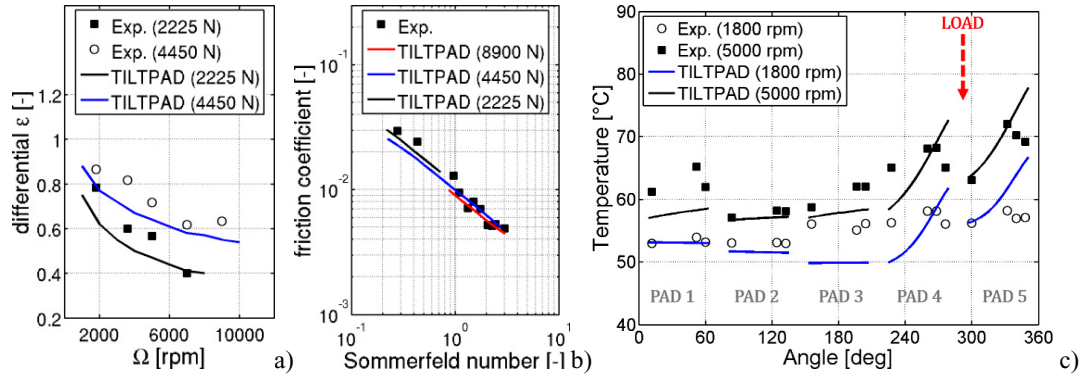 a)
Exp. (2225 N)
Exp. (4450 N)
TILTPAD (2225 N)
TILTPAD (4450 N)
differential ε [-]
1.2
1
0.8
0.6
0.4
0.2
2000
6000
10000
Ω [rpm]
a)
b)
Exp.
TILTPAD (8900 N)
TILTPAD (4450 N)
TILTPAD (2225 N)
friction coefficient [-]
10⁻¹
10⁻²
10⁻³
10⁻¹
10⁰
10¹
Sommerfeld number [-]
b)
Exp. (1800 rpm)
Exp. (5000 rpm)
TILTPAD (1800 rpm)
TILTPAD (5000 rpm)
LOAD
Temperature [°C]
90
80
70
60
50
40
PAD 1
PAD 2
PAD 3
PAD 4
PAD 5
0
60
120
180
240
300
360
Angle [deg]
c)